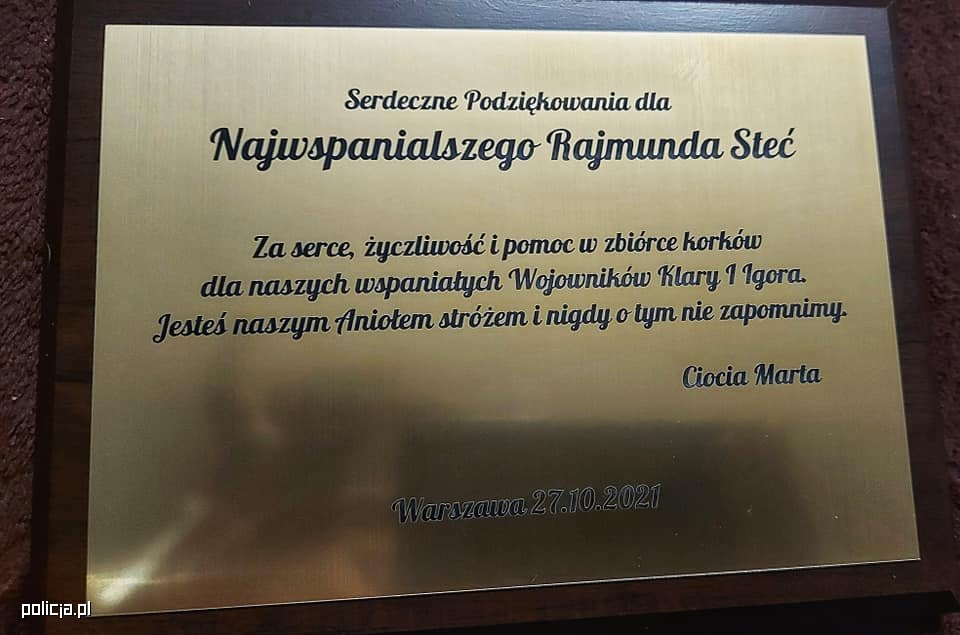 Serdeczne Podziękowania dla
Najwspanialszego Rajmunda Steć
Za serce, życzliwość i pomoc w zbiórce korków
dla naszych wspaniałych Wojowników Klary I Igora.
Jesteś naszym Aniołem stróżem i nigdy o tym nie zapomnimy.
Ciocia Marta
Warszawa 27.10.2021
policja.pl